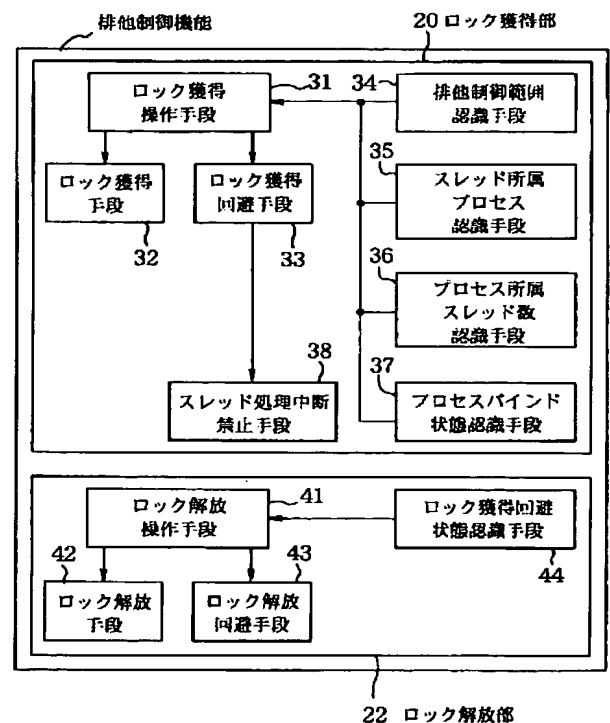 排他制御機能
20 ロック獲得部
ロック獲得
操作手段
31
34
排他制御範囲
認識手段
ロック獲得
手段
32
ロック獲得
回避手段
33
35
スレッド所属
プロセス
認識手段
36
プロセス所属
スレッド数
認識手段
38
スレッド処理中断
禁止手段
37
プロセスバインド
状態認識手段
ロック解放
操作手段
41
ロック獲得回避
状態認識手段
44
42
ロック解放
手段
43
ロック解放
回避手段
22 ロック解放部